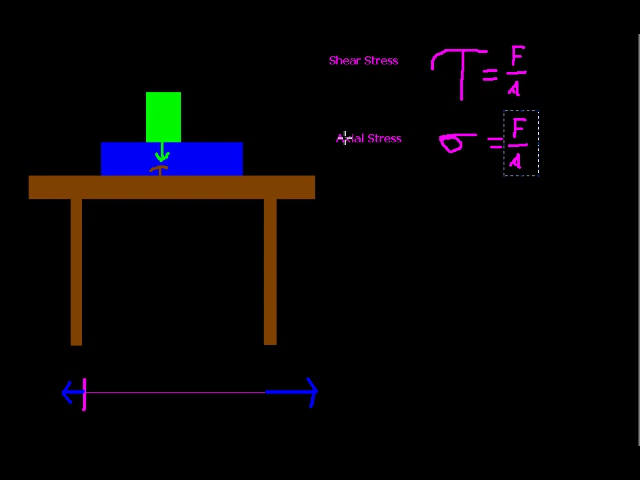 Shear Stress τ = F/A
Axial Stress σ = F/A